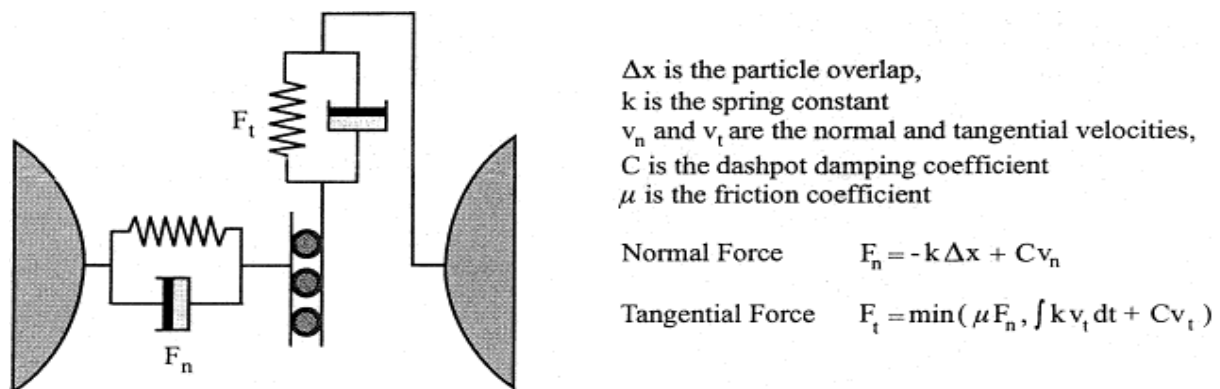 F_t
F_n
Δx is the particle overlap,
k is the spring constant
v_n and v_t are the normal and tangential velocities,
C is the dashpot damping coefficient
μ is the friction coefficient
Normal Force F_n = -k Δx + Cv_n
Tangential Force F_t = min( μF_n , ∫ k v_t dt + Cv_t )